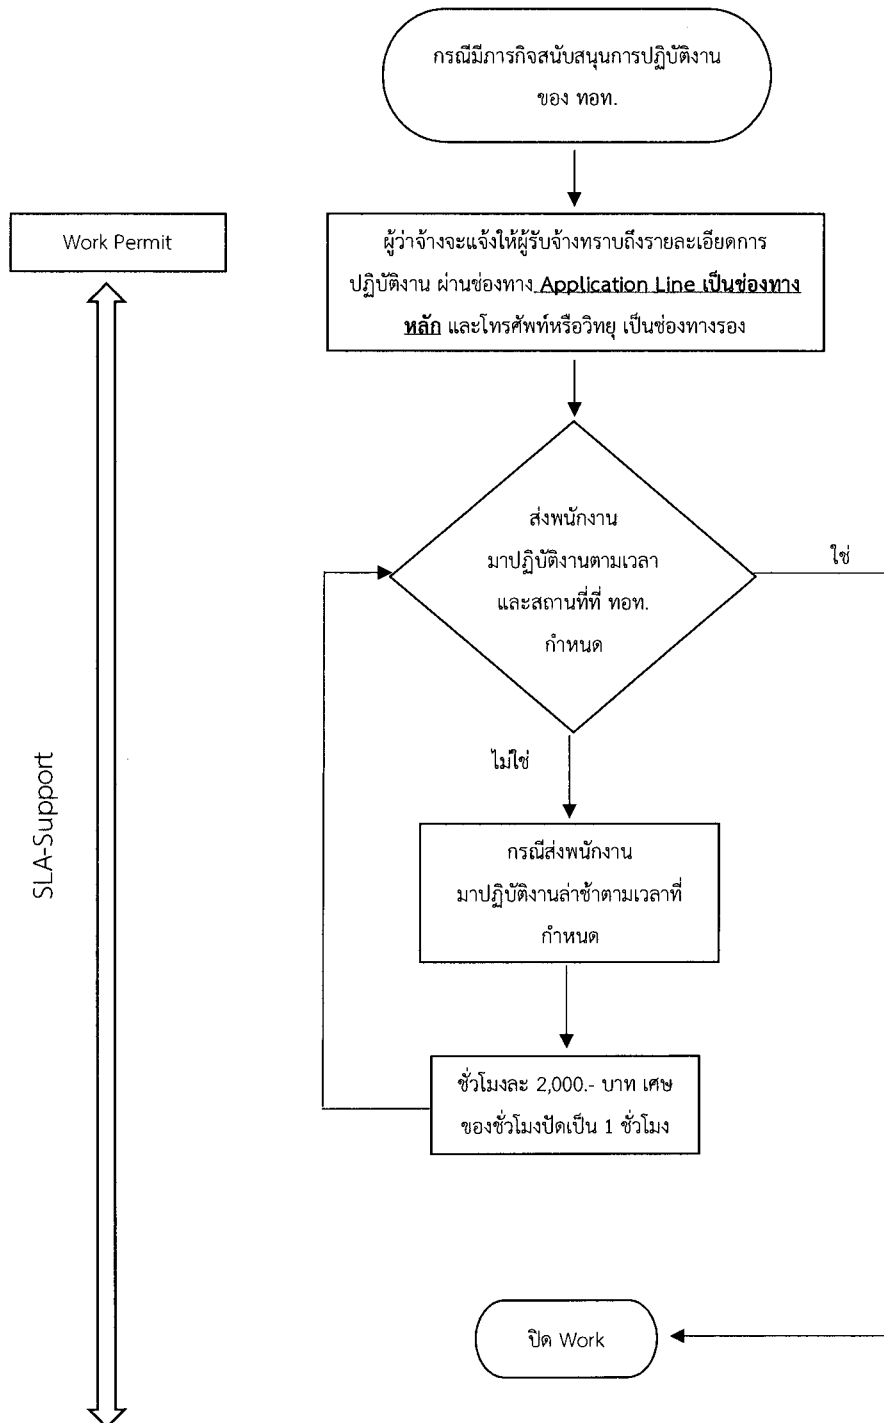 กรณีมีภารกิจสนับสนุนการปฏิบัติงาน
ของ ทอท.
Work Permit
ผู้ว่าจ้างจะแจ้งให้ผู้รับจ้างทราบถึงรายละเอียดการ
ปฏิบัติงาน ผ่านช่องทาง Application Line เป็นช่องทาง
หลัก และโทรศัพท์หรือวิทยุ เป็นช่องทางรอง
ส่งพนักงาน
มาปฏิบัติงานตามเวลา
และสถานที่ที่ ทอท.
กำหนด
ใช่
ไม่ใช่
SLA-Support
กรณีส่งพนักงาน
มาปฏิบัติงานล่าช้าตามเวลาที่
กำหนด
ชั่วโมงละ 2,000.- บาท เศษ
ของชั่วโมงปัดเป็น 1 ชั่วโมง
ปิด Work